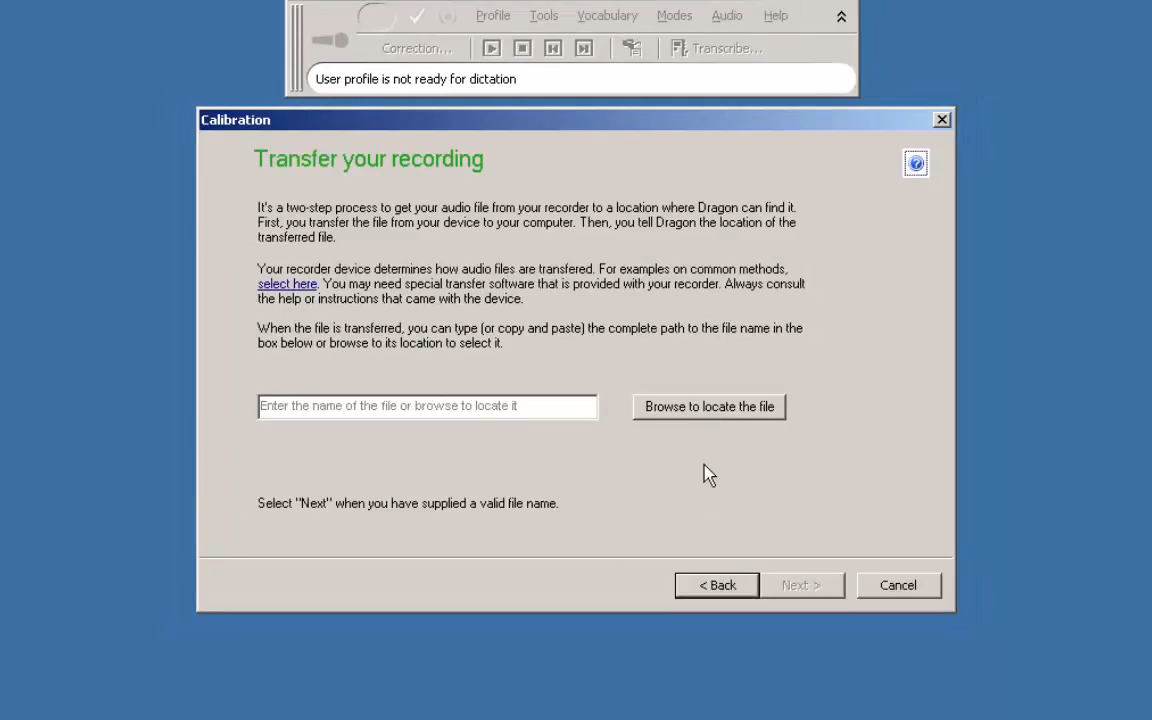 Profile Tools Vocabulary Modes Audio Help
Correction... Transcribe...
User profile is not ready for dictation
Calibration
Transfer your recording
It's a two-step process to get your audio file from your recorder to a location where Dragon can find it.
First, you transfer the file from your device to your computer. Then, you tell Dragon the location of the
transferred file.
Your recorder device determines how audio files are transfered. For examples on common methods,
select here. You may need special transfer software that is provided with your recorder. Always consult
the help or instructions that came with the device.
When the file is transferred, you can type (or copy and paste) the complete path to the file name in the
box below or browse to its location to select it.
Enter the name of the file or browse to locate it Browse to locate the file
Select "Next" when you have supplied a valid file name.
< Back Next > Cancel